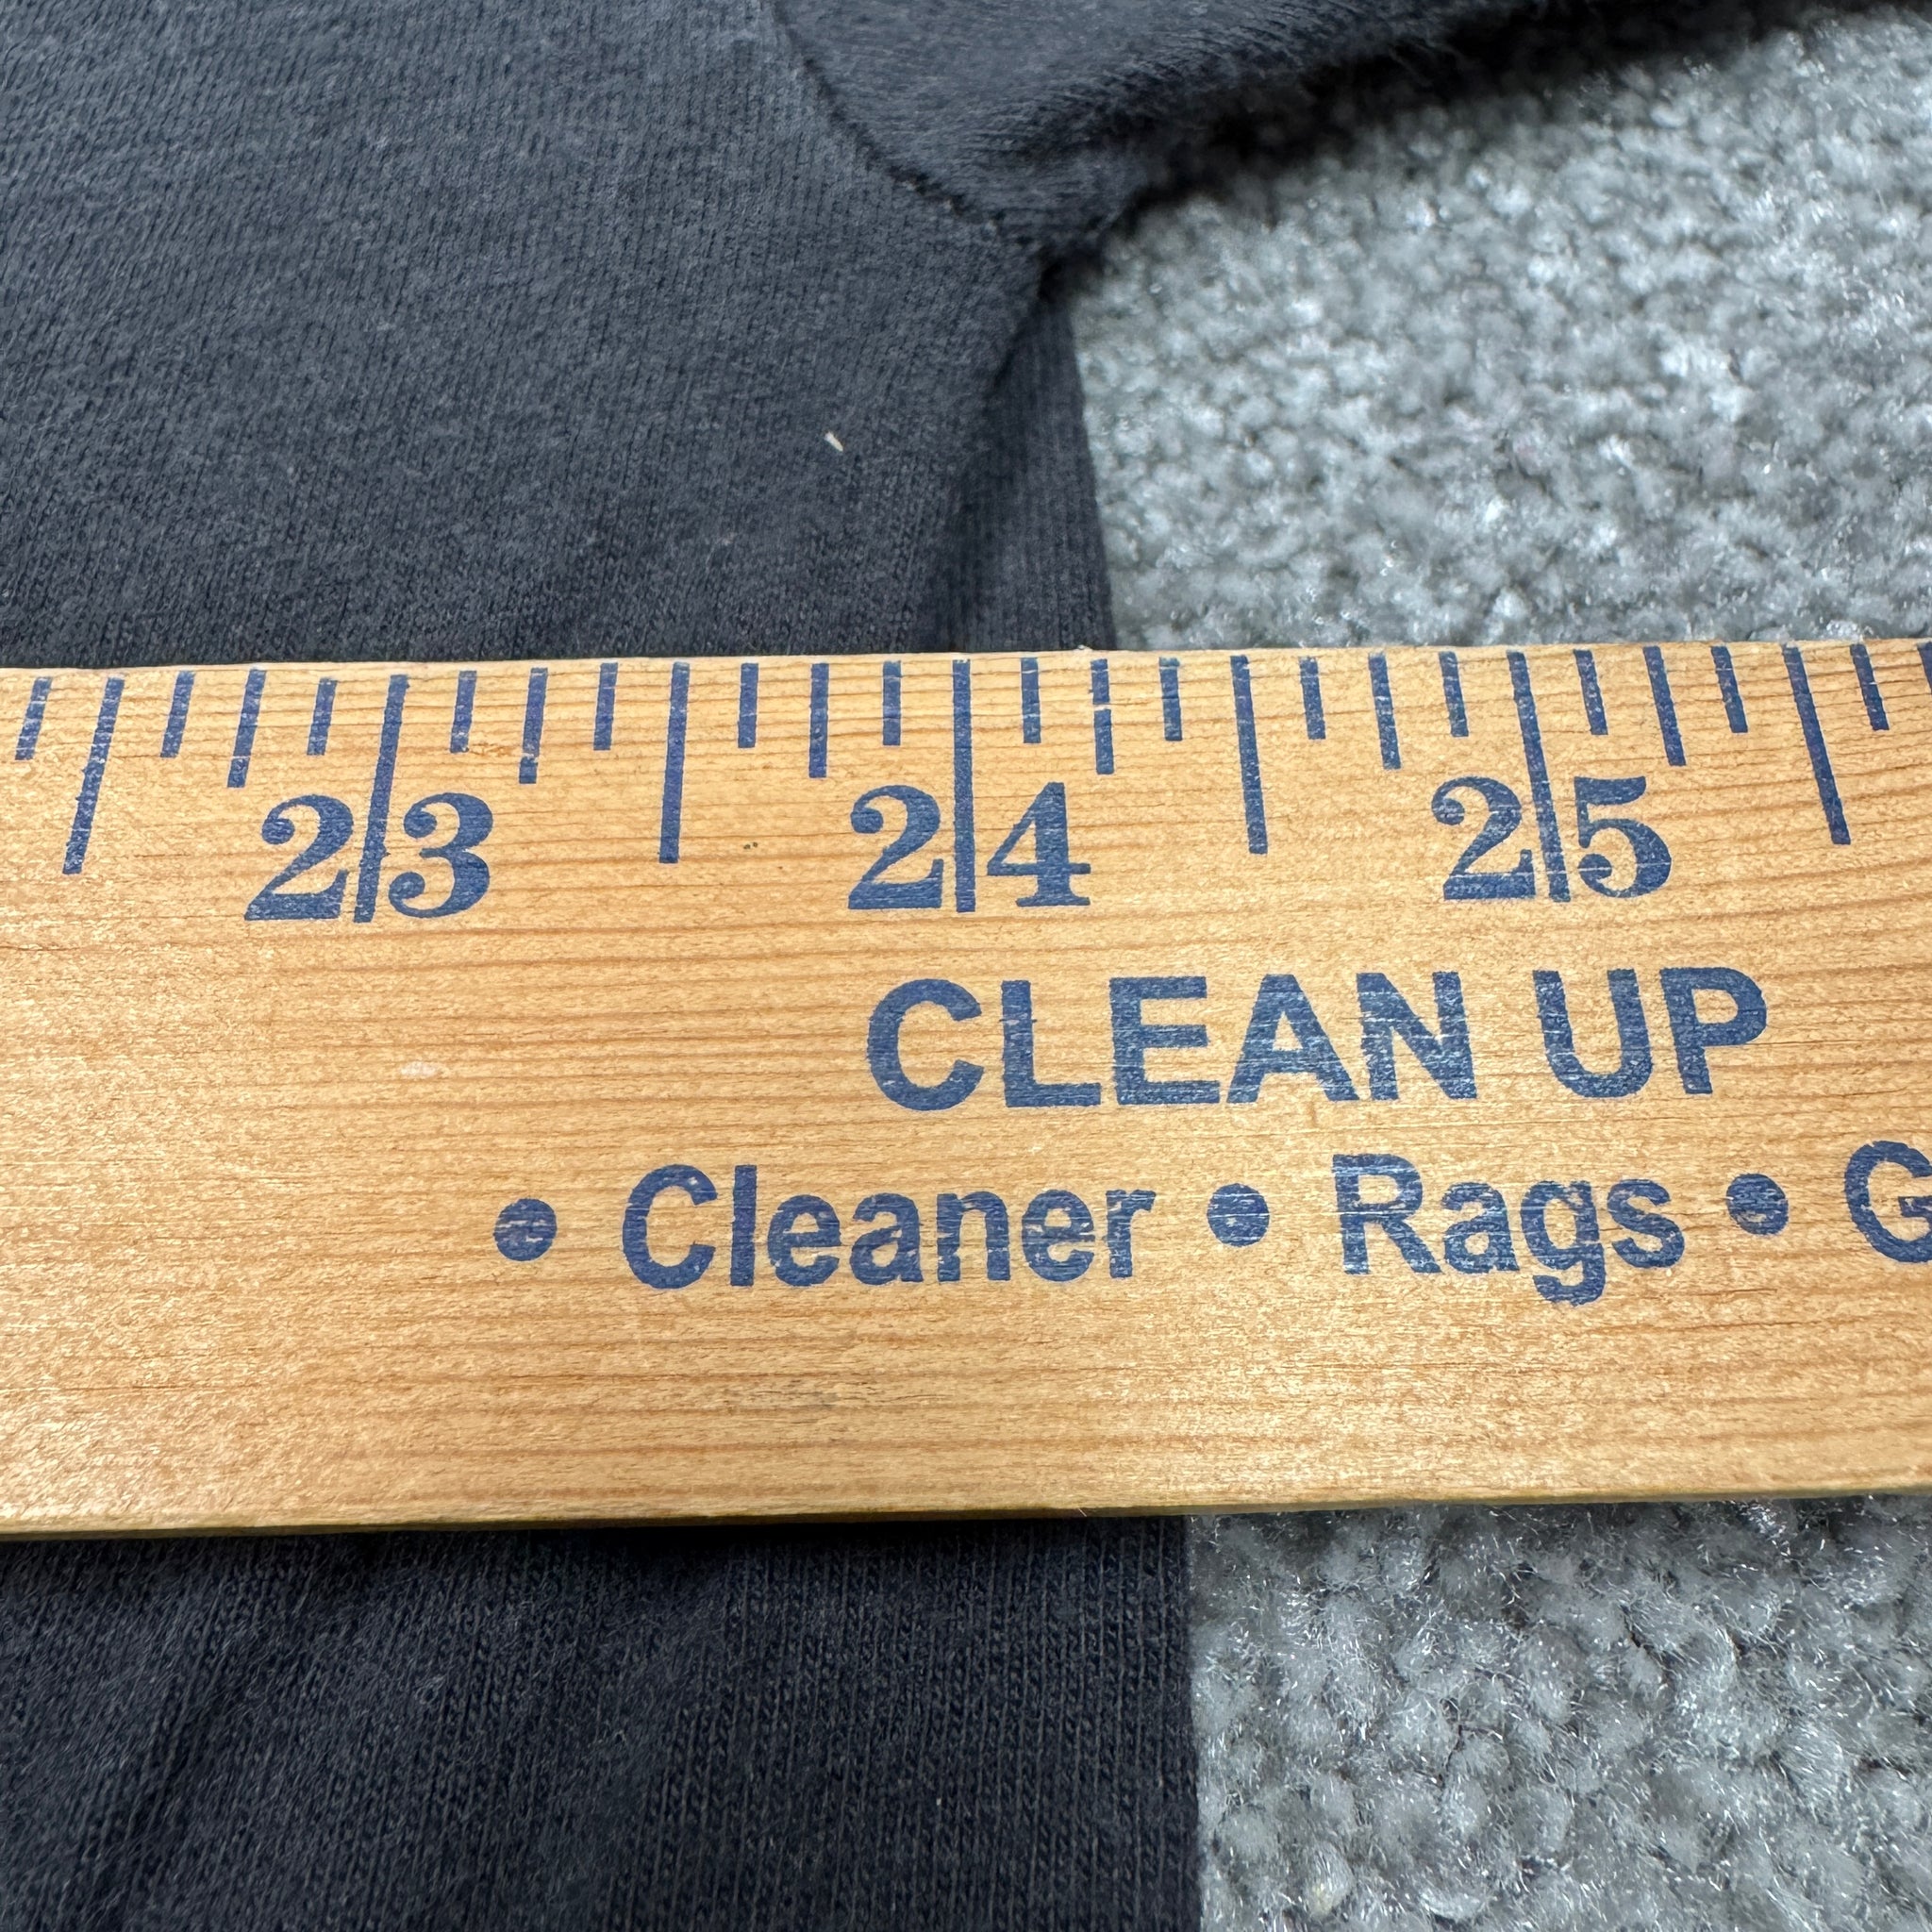 23 24 25
CLEAN UP
• Cleaner • Rags • G